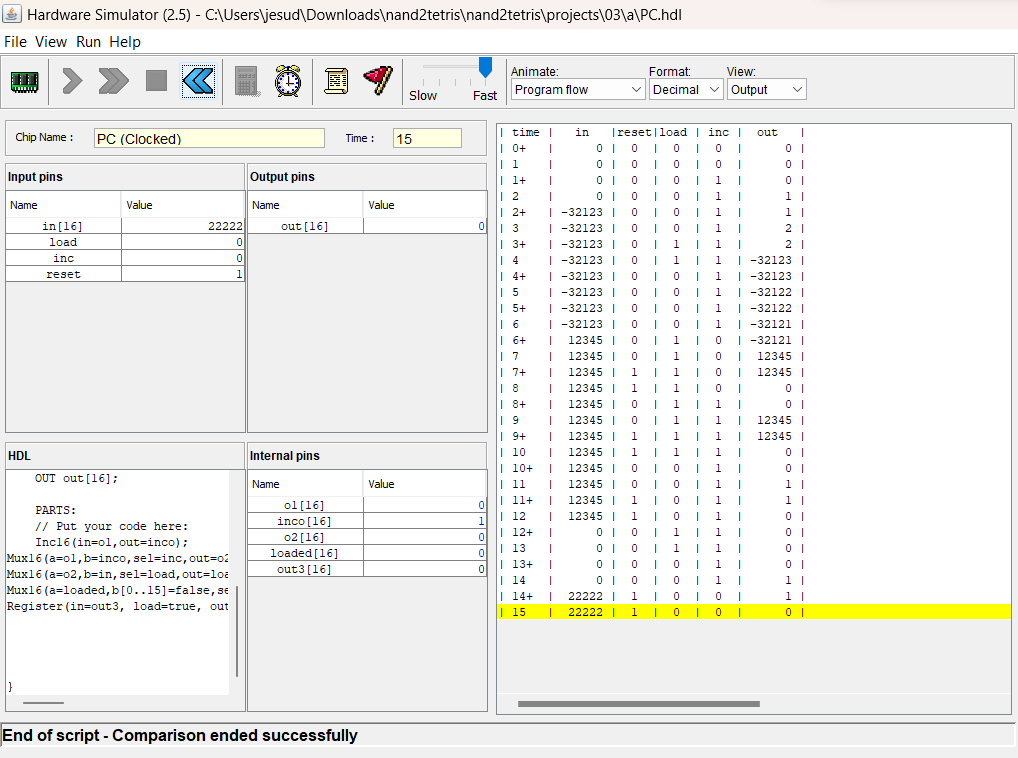 Hardware Simulator (2.5) - C:\Users\jesud\Downloads\nand2tetris\nand2tetris\projects\03\a\PC.hdl
File View Run Help
Slow Fast
Animate: Format: View:
Program flow Decimal Output
Chip Name : PC (Clocked) Time : 15
Input pins
Name Value
in[16] 22222
load 0
inc 0
reset 1
Output pins
Name Value
out[16] 0
HDL
OUT out[16];
PARTS:
// Put your code here:
Inc16(in=o1,out=inco);
Mux16(a=o1,b=inco,sel=inc,out=o2
Mux16(a=o2,b=in,sel=load,out=loa
Mux16(a=loaded,b[0..15]=false,se
Register(in=out3, load=true, out
}
Internal pins
Name Value
o1[16] 0
inco[16] 1
o2[16] 0
loaded[16] 0
out3[16] 0
| time | in |reset|load | inc | out |
| 0+ | 0 | 0 | 0 | 0 | 0 |
| 1 | 0 | 0 | 0 | 0 | 0 |
| 1+ | 0 | 0 | 0 | 1 | 0 |
| 2 | 0 | 0 | 0 | 1 | 1 |
| 2+ | -32123 | 0 | 0 | 1 | 1 |
| 3 | -32123 | 0 | 0 | 1 | 2 |
| 3+ | -32123 | 0 | 1 | 1 | 2 |
| 4 | -32123 | 0 | 1 | 1 | -32123 |
| 4+ | -32123 | 0 | 0 | 1 | -32123 |
| 5 | -32123 | 0 | 0 | 1 | -32122 |
| 5+ | -32123 | 0 | 0 | 1 | -32122 |
| 6 | -32123 | 0 | 0 | 1 | -32121 |
| 6+ | 12345 | 0 | 1 | 0 | -32121 |
| 7 | 12345 | 0 | 1 | 0 | 12345 |
| 7+ | 12345 | 1 | 1 | 0 | 12345 |
| 8 | 12345 | 1 | 1 | 0 | 0 |
| 8+ | 12345 | 0 | 1 | 1 | 0 |
| 9 | 12345 | 0 | 1 | 1 | 12345 |
| 9+ | 12345 | 1 | 1 | 1 | 12345 |
| 10 | 12345 | 1 | 1 | 1 | 0 |
| 10+ | 12345 | 0 | 0 | 1 | 0 |
| 11 | 12345 | 0 | 0 | 1 | 1 |
| 11+ | 12345 | 1 | 0 | 1 | 1 |
| 12 | 12345 | 1 | 0 | 1 | 0 |
| 12+ | 0 | 0 | 1 | 1 | 0 |
| 13 | 0 | 0 | 1 | 1 | 0 |
| 13+ | 0 | 0 | 0 | 1 | 0 |
| 14 | 0 | 0 | 0 | 1 | 1 |
| 14+ | 22222 | 1 | 0 | 0 | 1 |
| 15 | 22222 | 1 | 0 | 0 | 0 |
End of script - Comparison ended successfully